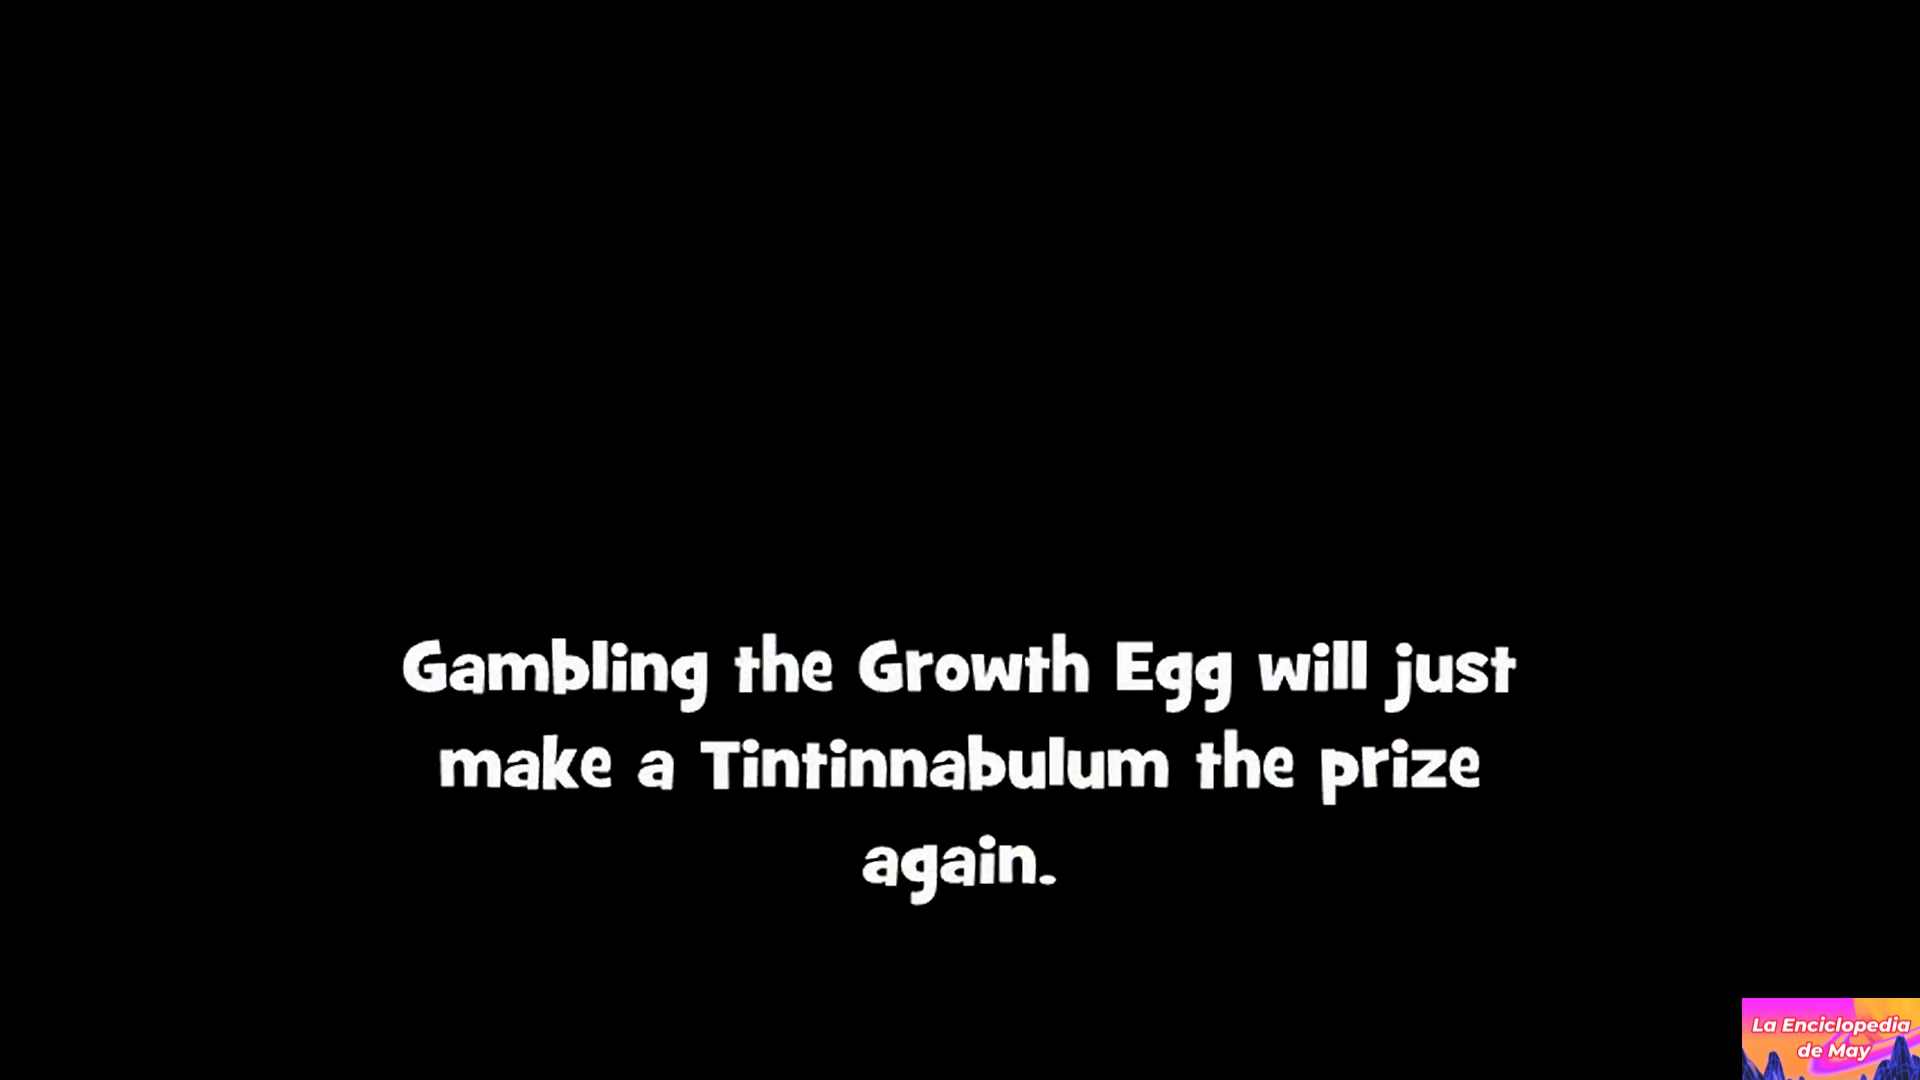 Gambling the Growth Egg will just
make a Tintinnabulum the prize
again.
La Enciclopedia
de May